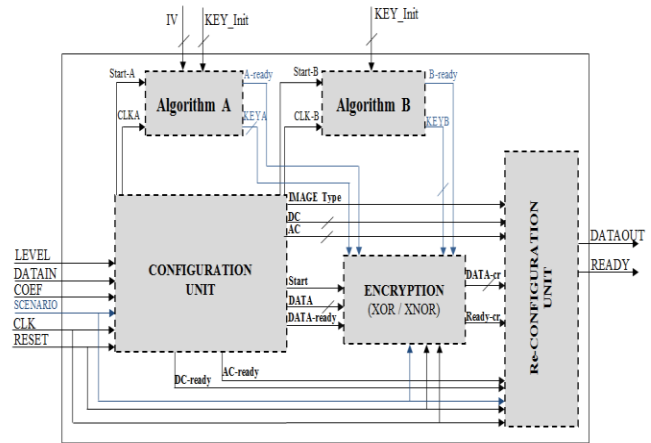 IV
KEY_Init
KEY_Init
Start-A
A-ready
Start-B
B-ready
Algorithm A
Algorithm B
CLKA
KEYA
CLK-B
KEYB
IMAGE Type
DC
AC
LEVEL
DATAIN
COEF
SCENARIO
CLK
RESET
CONFIGURATION
UNIT
Start
DATA
DATA-ready
ENCRYPTION
(XOR / XNOR)
DATA-cr
Ready-cr
Re-CONFIGURATION
UNIT
DATAOUT
READY
AC-ready
DC-ready